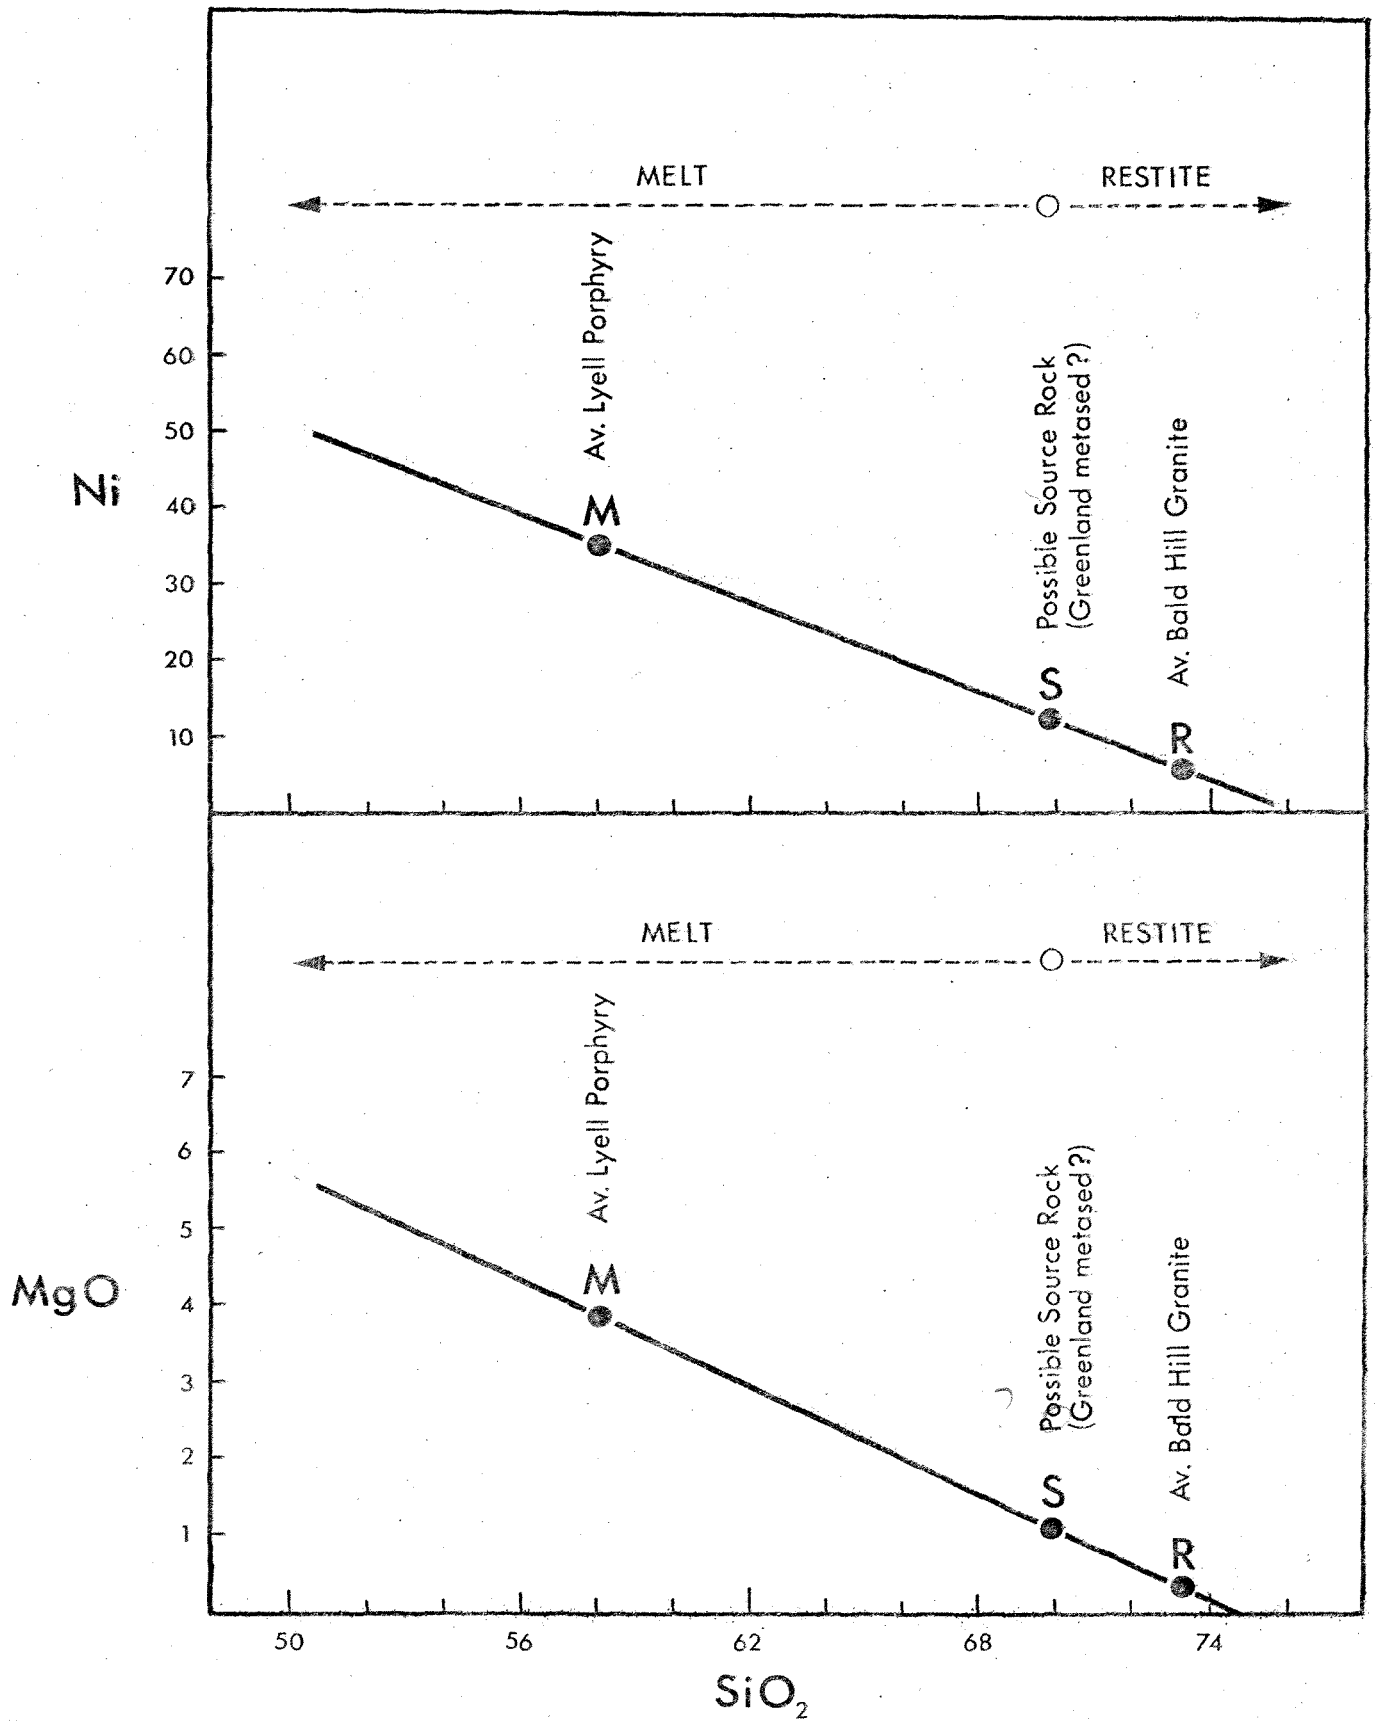 MELT
RESTITE
Av. Lyell Porphyry
Possible Source Rock
(Greenland metased?)
Av. Bald Hill Granite
70
60
50
40
30
20
10
Ni
M
S
R
MELT
RESTITE
Av. Lyell Porphyry
Possible Source Rock
(Greenland metased?)
Av. Bald Hill Granite
7
6
5
4
3
2
1
MgO
M
S
R
50 56 62 68 74
SiO₂